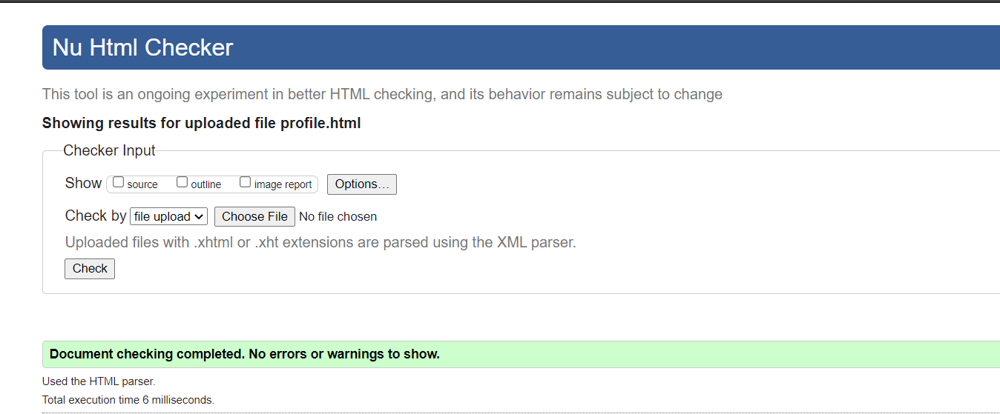 Nu Html Checker
This tool is an ongoing experiment in better HTML checking, and its behavior remains subject to change
Showing results for uploaded file profile.html
Checker Input
Show source outline image report Options...
Check by file upload Choose File No file chosen
Uploaded files with .xhtml or .xht extensions are parsed using the XML parser.
Check
Document checking completed. No errors or warnings to show.
Used the HTML parser.
Total execution time 6 milliseconds.